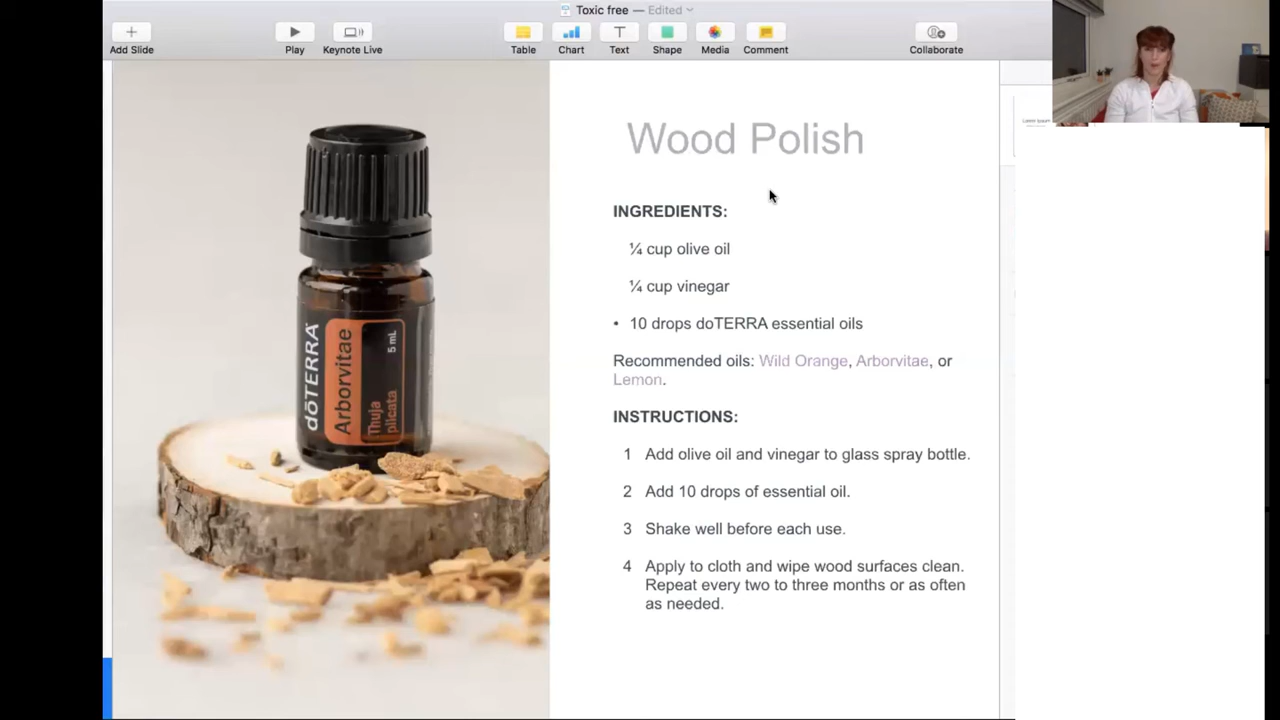 Toxic free — Edited
Add Slide
Play
Keynote Live
Table
Chart
Text
Shape
Media
Comment
Collaborate
Wood Polish
INGREDIENTS:
¼ cup olive oil
¼ cup vinegar
• 10 drops doTERRA essential oils
Recommended oils: Wild Orange, Arborvitae, or
Lemon.
INSTRUCTIONS:
1 Add olive oil and vinegar to glass spray bottle.
2 Add 10 drops of essential oil.
3 Shake well before each use.
4 Apply to cloth and wipe wood surfaces clean.
Repeat every two to three months or as often
as needed.
dōTERRA
Arborvitae
Thuja
plicata
5 mL
Lorem Ipsum